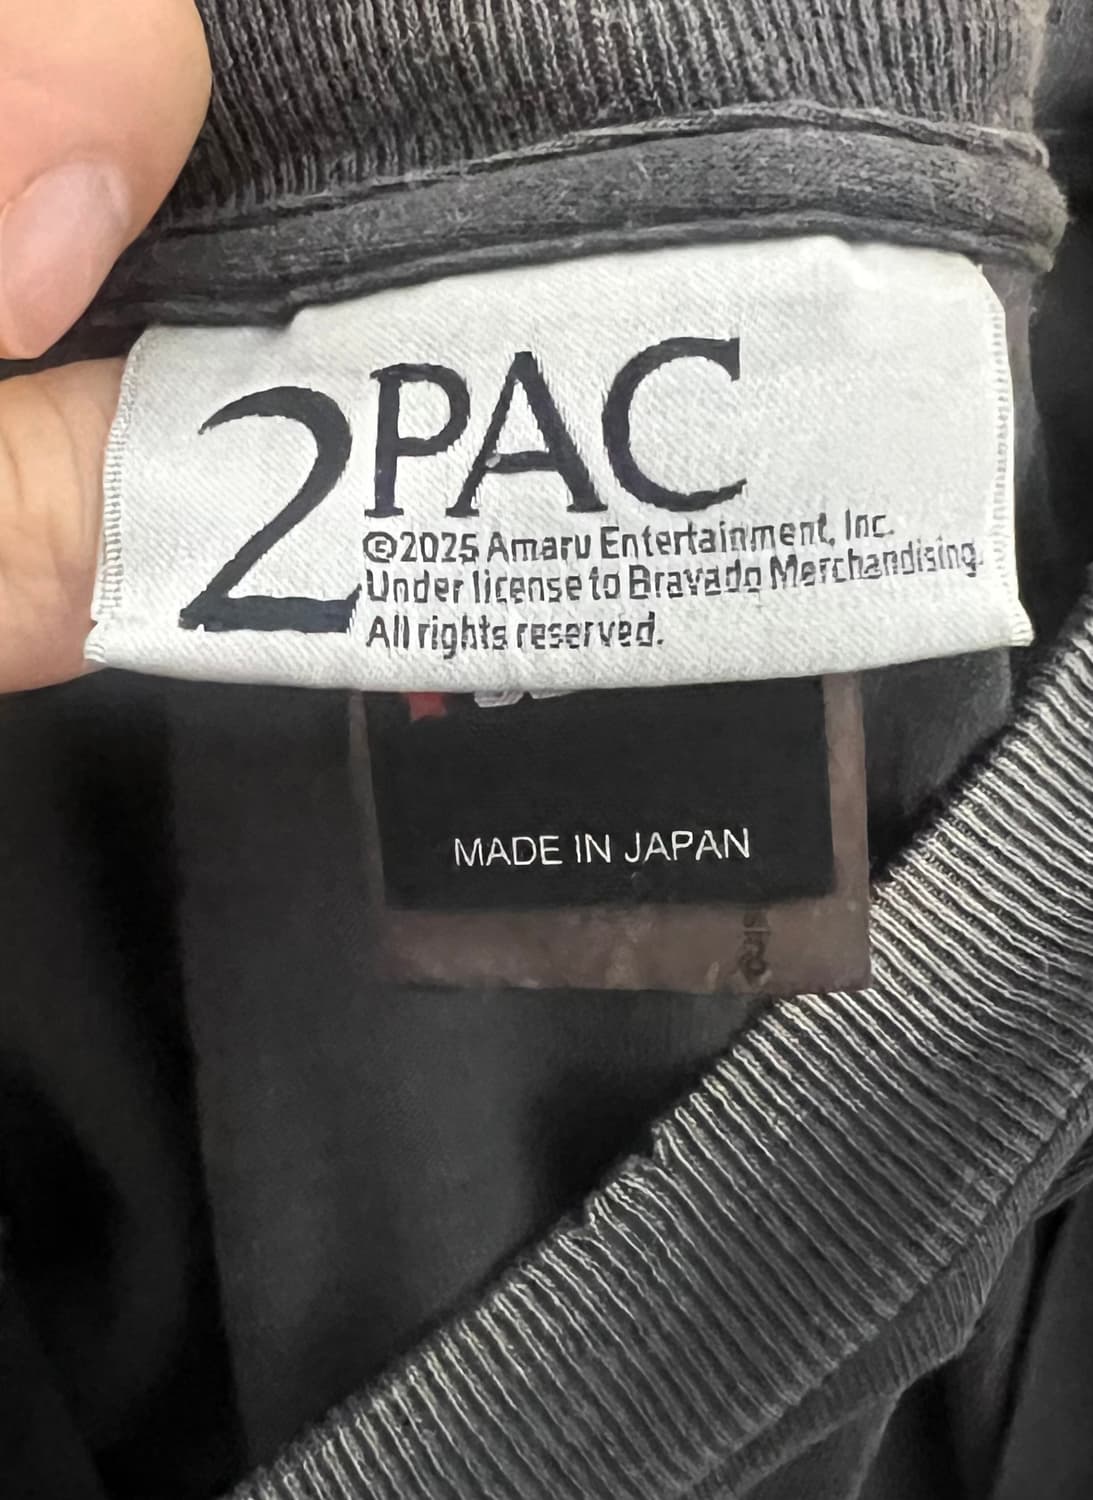 2PAC
©2025 Amaru Entertainment, Inc.
Under license to Bravado Merchandising.
All rights reserved.
MADE IN JAPAN